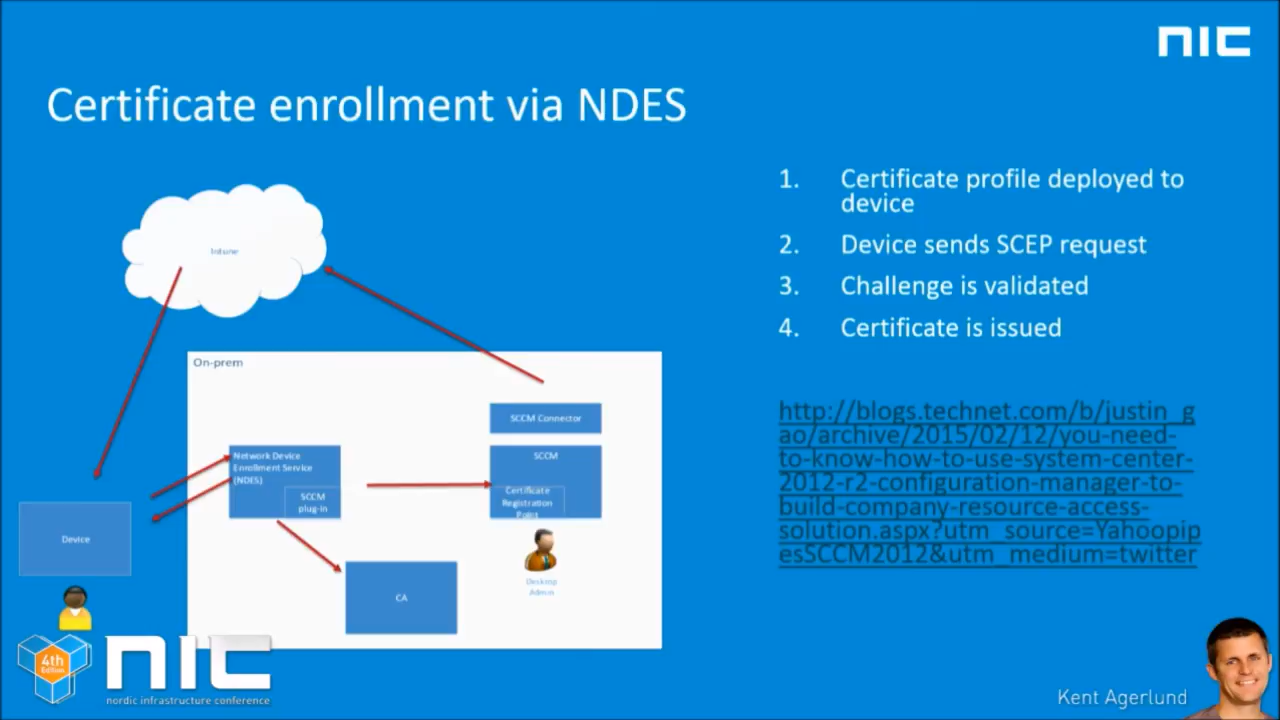 NIC
Certificate enrollment via NDES
Intune
On-prem
SCCM Connector
Network Device
Enrollment Service
(NDES)
SCCM
plug-in
SCCM
Certificate
Registration
Point
Device
Desktop
Admin
CA
1. Certificate profile deployed to
device
2. Device sends SCEP request
3. Challenge is validated
4. Certificate is issued
http://blogs.technet.com/b/justin_g
ao/archive/2015/02/12/you-need-
to-know-how-to-use-system-center-
2012-r2-configuration-manager-to-
build-company-resource-access-
solution.aspx?utm_source=Yahoopip
esSCCM2012&utm_medium=twitter
4th
Edition
NIC
nordic infrastructure conference
Kent Agerlund